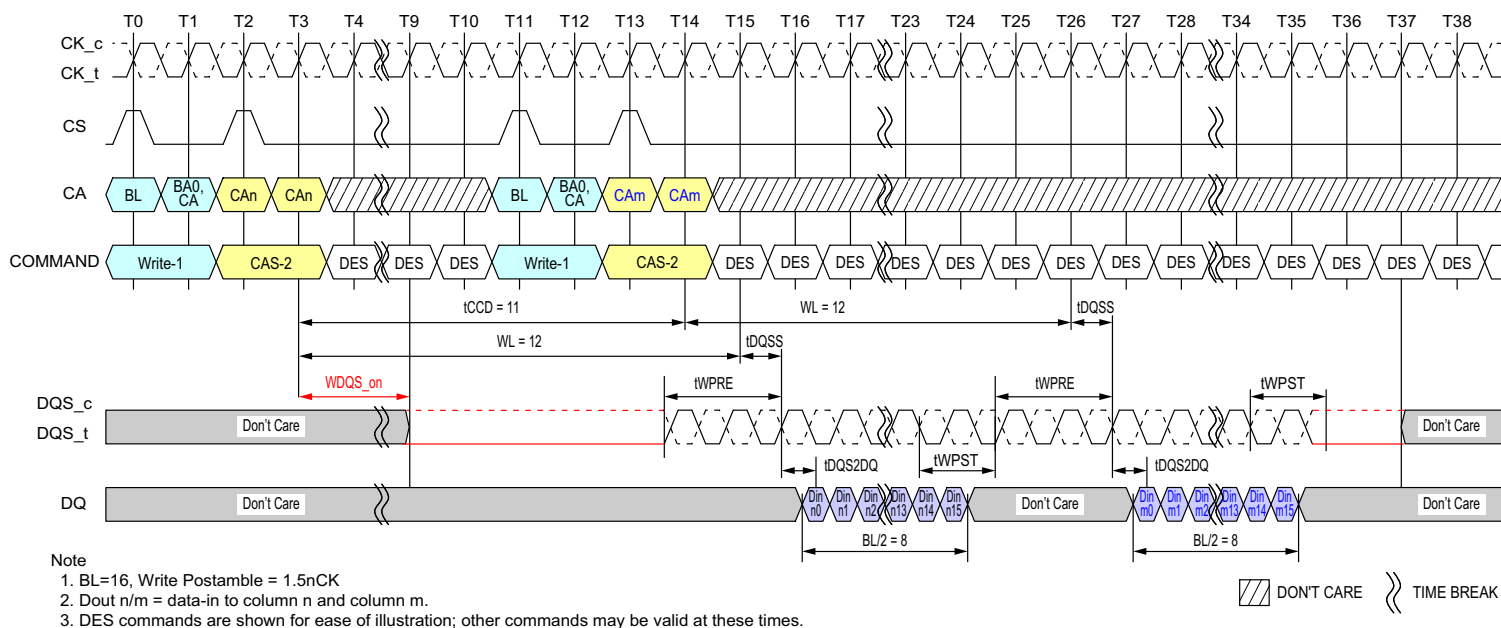 T0 T1 T2 T3 T4 T9 T10 T11 T12 T13 T14 T15 T16 T17 T23 T24 T25 T26 T27 T28 T34 T35 T36 T37 T38
CK_c
CK_t
CS
CA BL BA0, CA CAn CAn BL BA0, CA CAm CAm
COMMAND Write-1 CAS-2 DES DES DES Write-1 CAS-2 DES DES DES DES DES DES DES DES DES DES DES DES DES DES
tCCD = 11 WL = 12 tDQSS
WL = 12 tDQSS
WDQS_on tWPRE tWPRE tWPST
DQS_c
DQS_t Don't Care Don't Care
tDQS2DQ tWPST tDQS2DQ
DQ Don't Care Din n0 Din n1 Din n2 Din n13 Din n14 Din n15 Don't Care Din m0 Din m1 Din m2 Din m13 Din m14 Din m15 Don't Care
BL/2 = 8 BL/2 = 8
Note
1. BL=16, Write Postamble = 1.5nCK
2. Dout n/m = data-in to column n and column m.
3. DES commands are shown for ease of illustration; other commands may be valid at these times.
DON'T CARE TIME BREAK